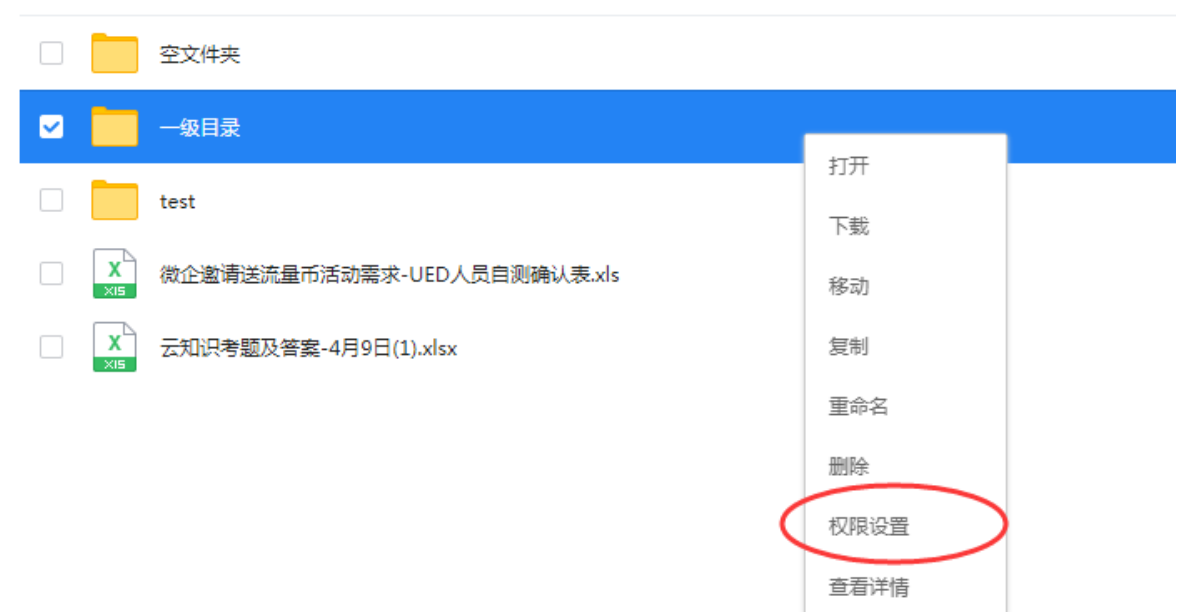 空文件夹
一级目录
打开
test
下载
X
XlS
微企邀请送流量币活动需求-UED人员自测确认表.xls
移动
X
XlS
云知识考题及答案-4月9日(1).xlsx
复制
重命名
删除
权限设置
查看详情